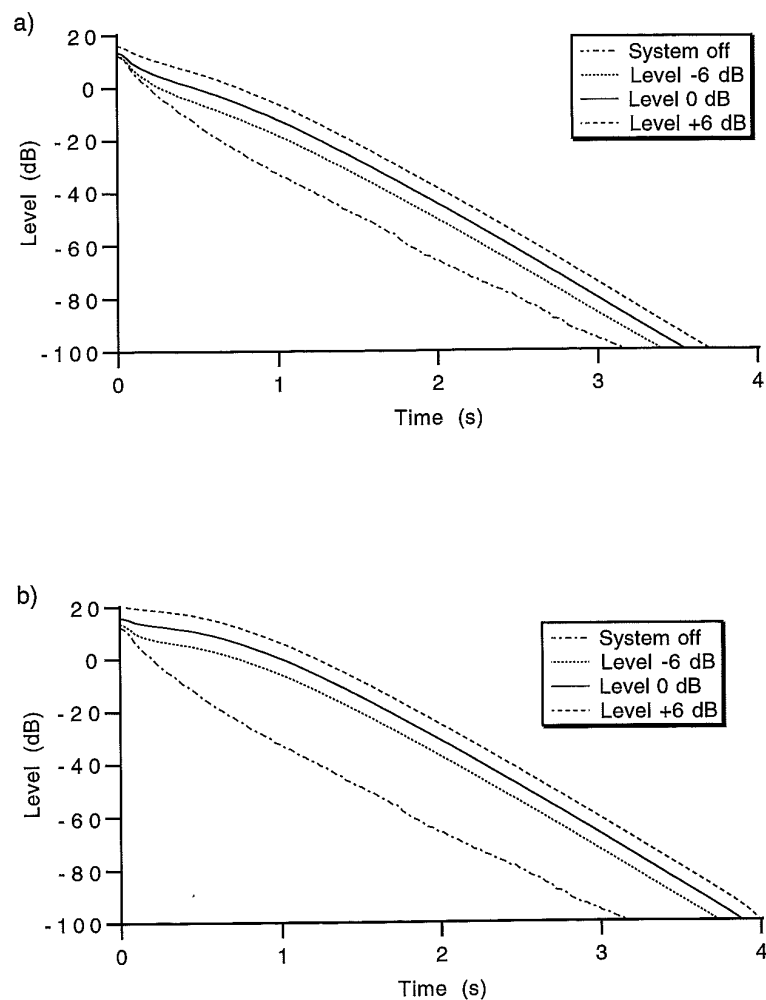 a)
20
0
-20
-40
-60
-80
-100
Level (dB)
0 1 2 3 4
Time (s)
System off
Level -6 dB
Level 0 dB
Level +6 dB
b)
20
0
-20
-40
-60
-80
-100
Level (dB)
0 1 2 3 4
Time (s)
System off
Level -6 dB
Level 0 dB
Level +6 dB